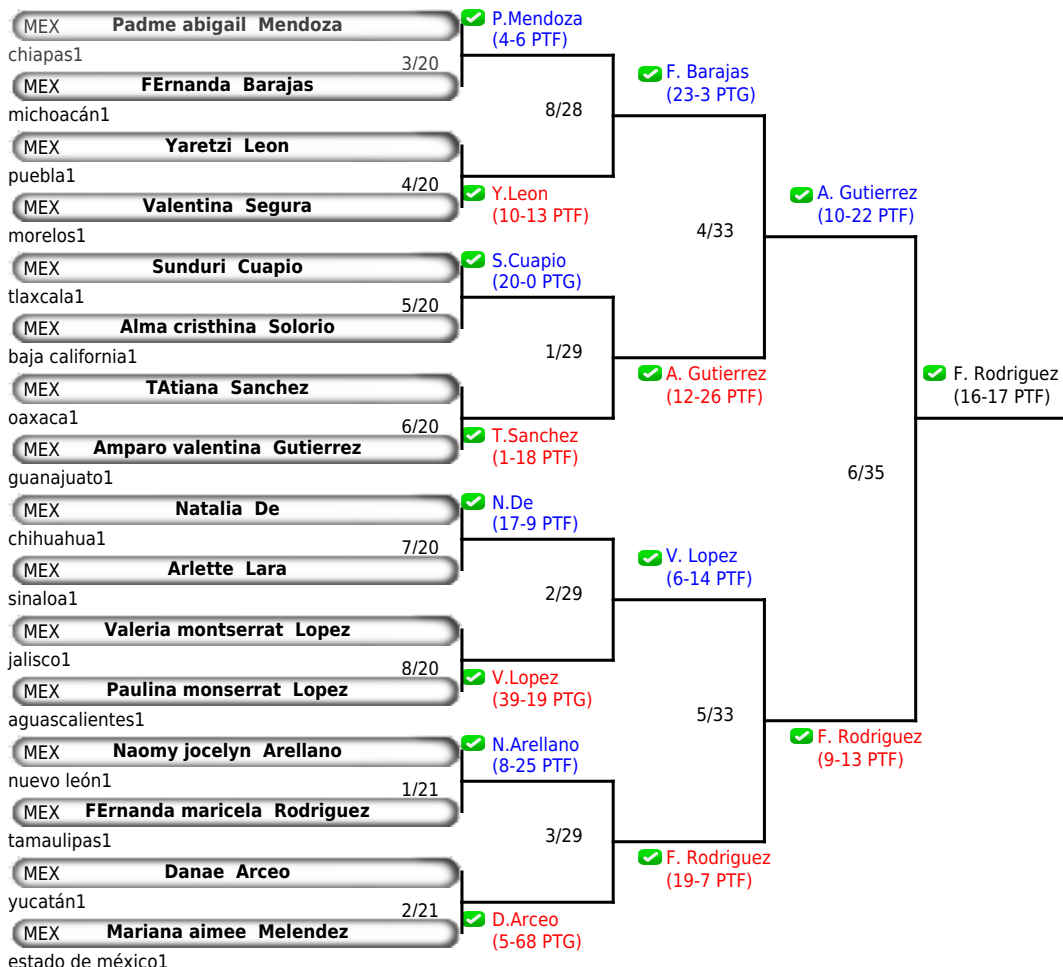 MEX Padme abigail Mendoza
chiapas1
3/20
MEX FErnanda Barajas
michoacán1
MEX Yaretzi Leon
puebla1
4/20
MEX Valentina Segura
morelos1
MEX Sunduri Cuapio
tlaxcala1
5/20
MEX Alma cristhina Solorio
baja california1
MEX TAtiana Sanchez
oaxaca1
6/20
MEX Amparo valentina Gutierrez
guanajuato1
MEX Natalia De
chihuahua1
7/20
MEX Arlette Lara
sinaloa1
MEX Valeria montserrat Lopez
jalisco1
8/20
MEX Paulina monserrat Lopez
aguascalientes1
MEX Naomy jocelyn Arellano
nuevo león1
1/21
MEX FErnanda maricela Rodriguez
tamaulipas1
MEX Danae Arceo
yucatán1
2/21
MEX Mariana aimee Melendez
estado de méxico1
P.Mendoza
(4-6 PTF)
8/28
Y.Leon
(10-13 PTF)
S.Cuapio
(20-0 PTG)
1/29
T.Sanchez
(1-18 PTF)
N.De
(17-9 PTF)
2/29
V.Lopez
(39-19 PTG)
N.Arellano
(8-25 PTF)
3/29
D.Arceo
(5-68 PTG)
F. Barajas
(23-3 PTG)
4/33
A. Gutierrez
(12-26 PTF)
V. Lopez
(6-14 PTF)
5/33
F. Rodriguez
(19-7 PTF)
A. Gutierrez
(10-22 PTF)
6/35
F. Rodriguez
(9-13 PTF)
F. Rodriguez
(16-17 PTF)